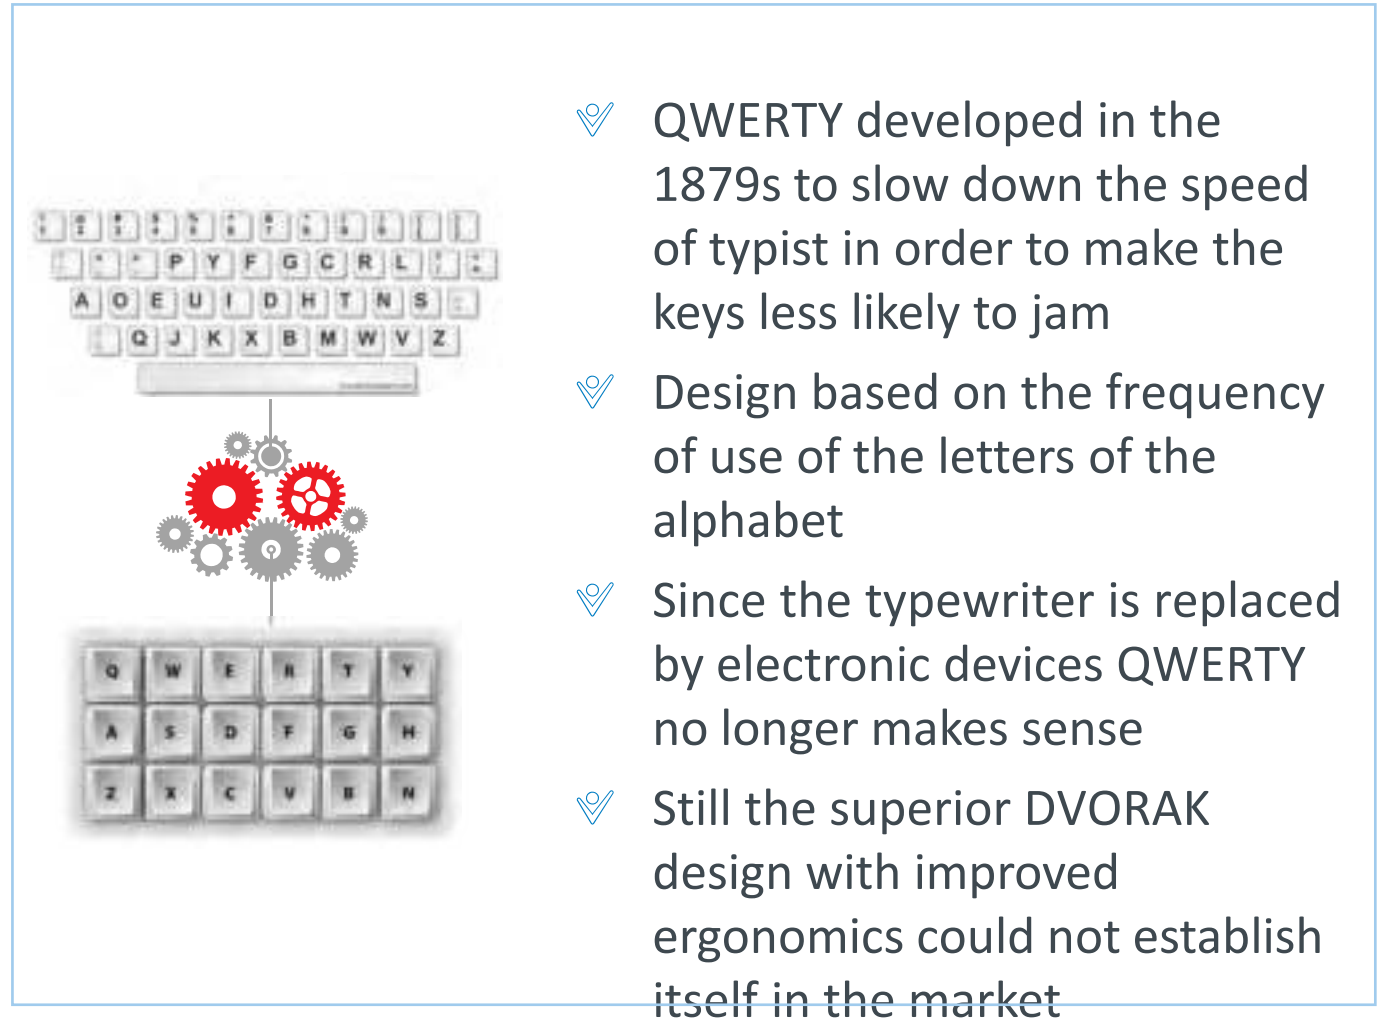 P Y F G C R L
A O E U I D H T N S
Q J K X B M W V Z
Q W E R T Y
A S D F G H
Z X C V B N
QWERTY developed in the
1879s to slow down the speed
of typist in order to make the
keys less likely to jam
Design based on the frequency
of use of the letters of the
alphabet
Since the typewriter is replaced
by electronic devices QWERTY
no longer makes sense
Still the superior DVORAK
design with improved
ergonomics could not establish
itself in the market